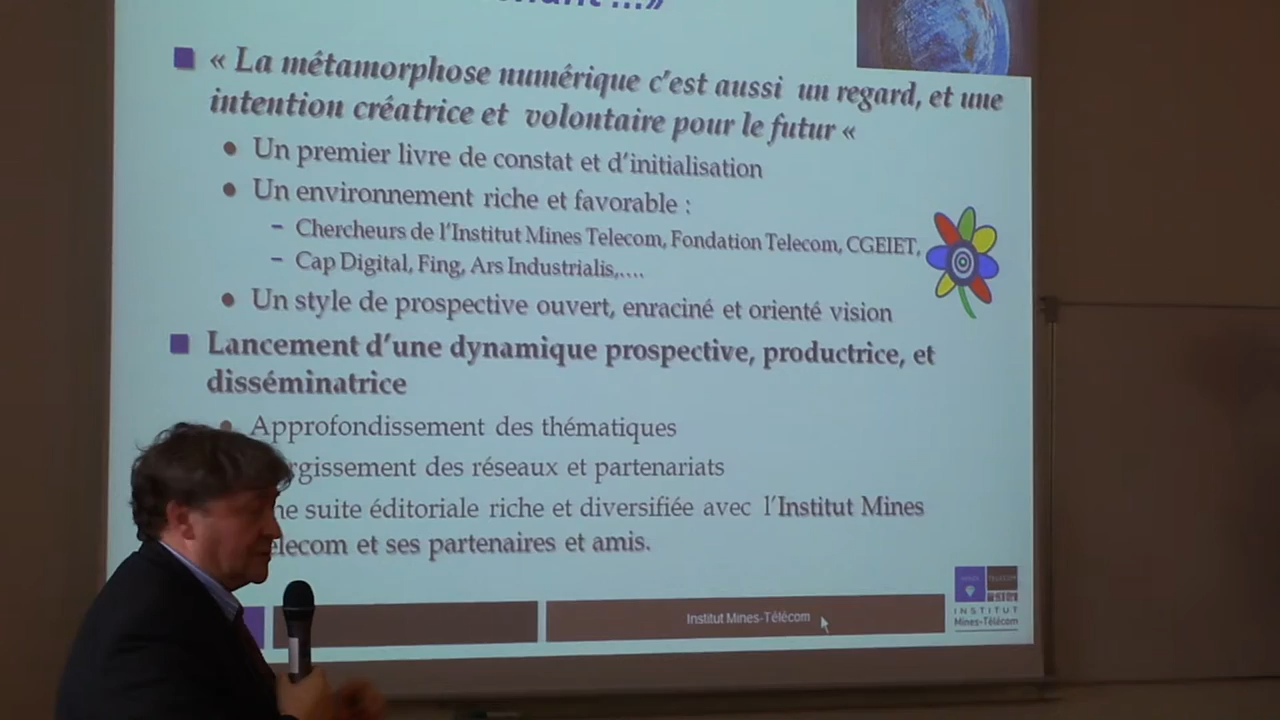 ...»
« La métamorphose numérique c'est aussi un regard, et une
intention créatrice et volontaire pour le futur «
Un premier livre de constat et d'initialisation
Un environnement riche et favorable :
– Chercheurs de l'Institut Mines Telecom, Fondation Telecom, CGEIET,
– Cap Digital, Fing, Ars Industrialis,....
Un style de prospective ouvert, enraciné et orienté vision
Lancement d'une dynamique prospective, productrice, et
disséminatrice
Approfondissement des thématiques
rgissement des réseaux et partenariats
ne suite éditoriale riche et diversifiée avec l'Institut Mines
elecom et ses partenaires et amis.
Institut Mines-Télécom
MINES TELECOM
INSTITUT
Mines-Télécom